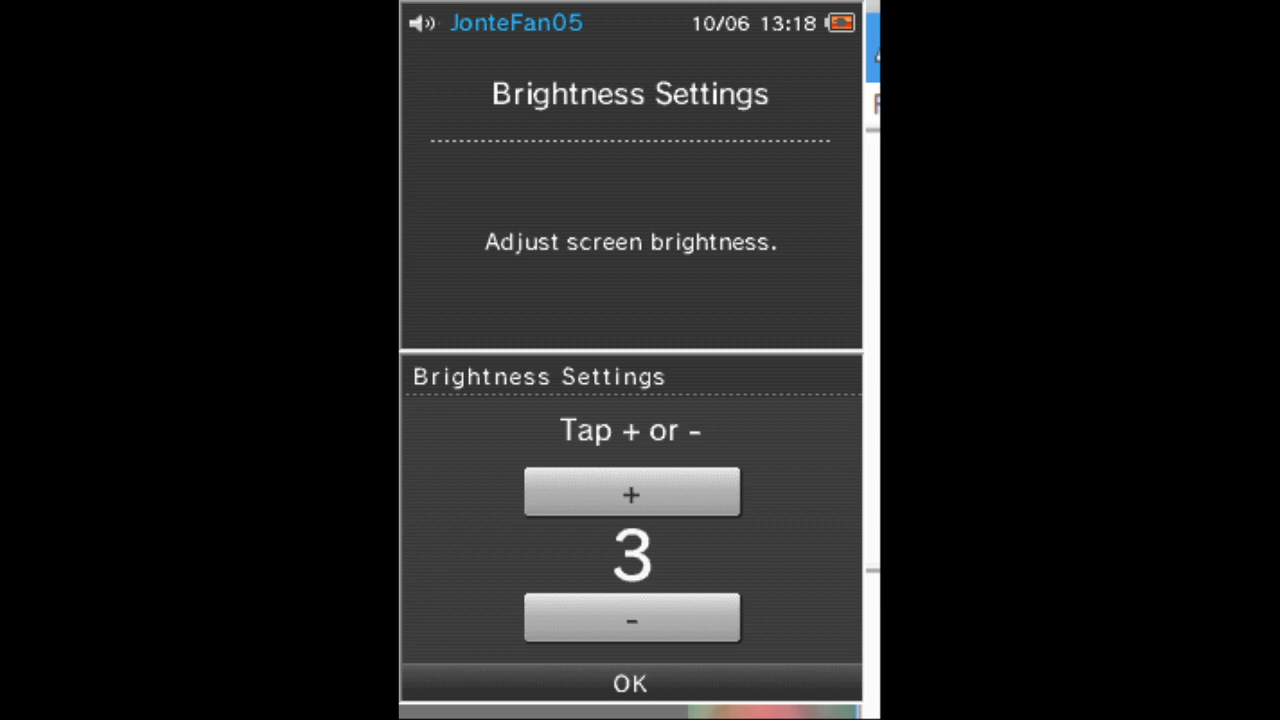 JonteFan05 10/06 13:18
Brightness Settings
Adjust screen brightness.
Brightness Settings
Tap + or -
+
3
-
OK